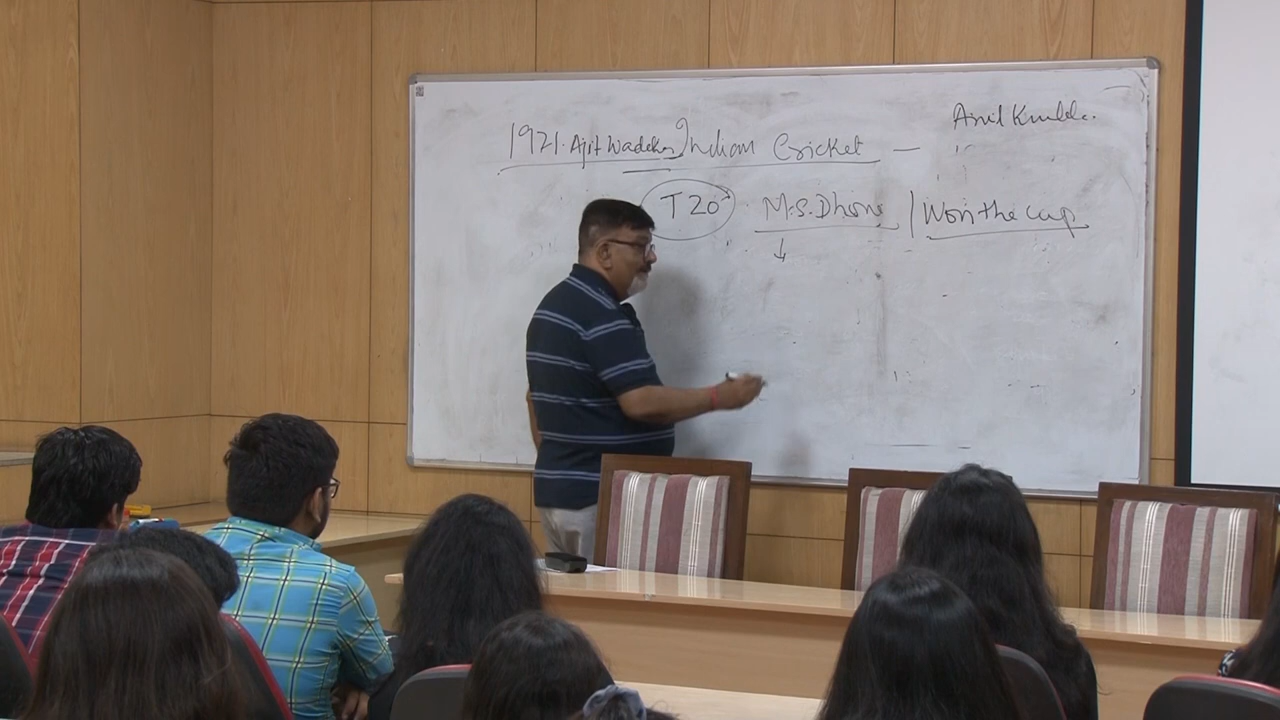 Anil Kumble.
1971. Ajit Wadekar Indian Cricket —
T20 M.S. Dhoni / Won the cup